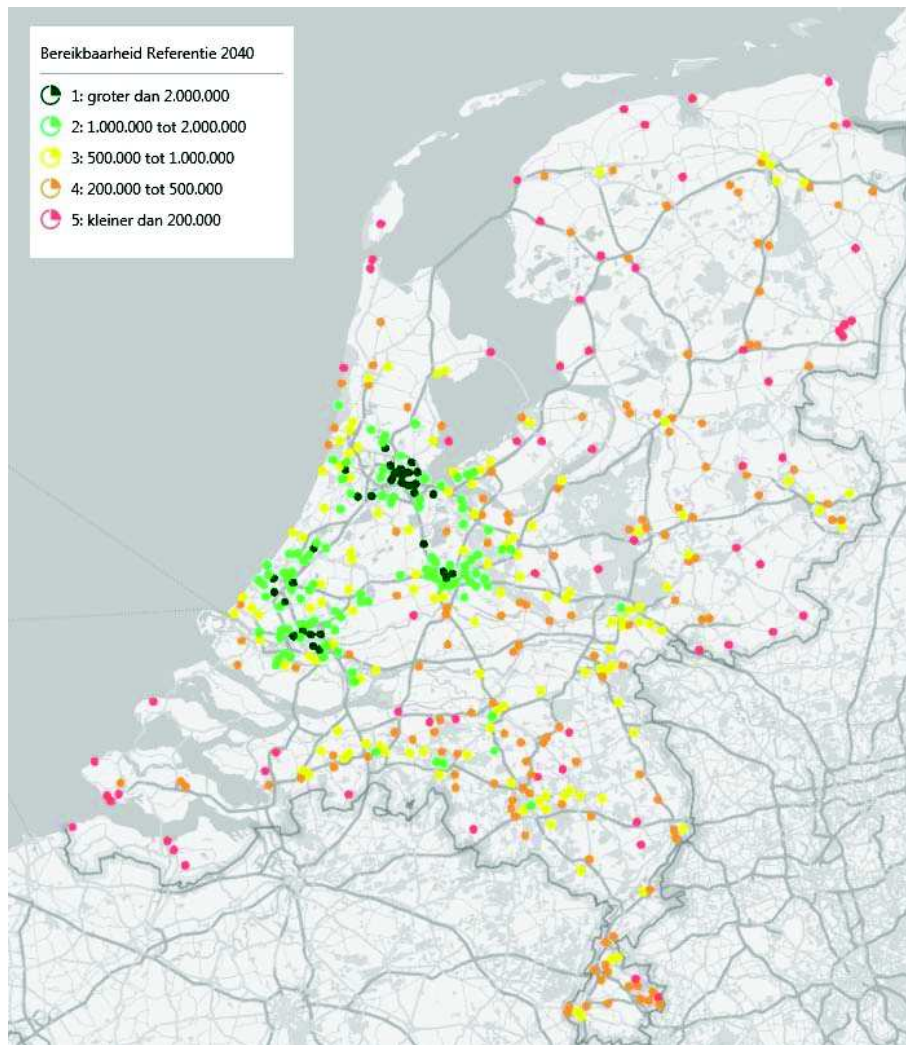 Bereikbaarheid Referentie 2040
1: groter dan 2.000.000
2: 1.000.000 tot 2.000.000
3: 500.000 tot 1.000.000
4: 200.000 tot 500.000
5: kleiner dan 200.000